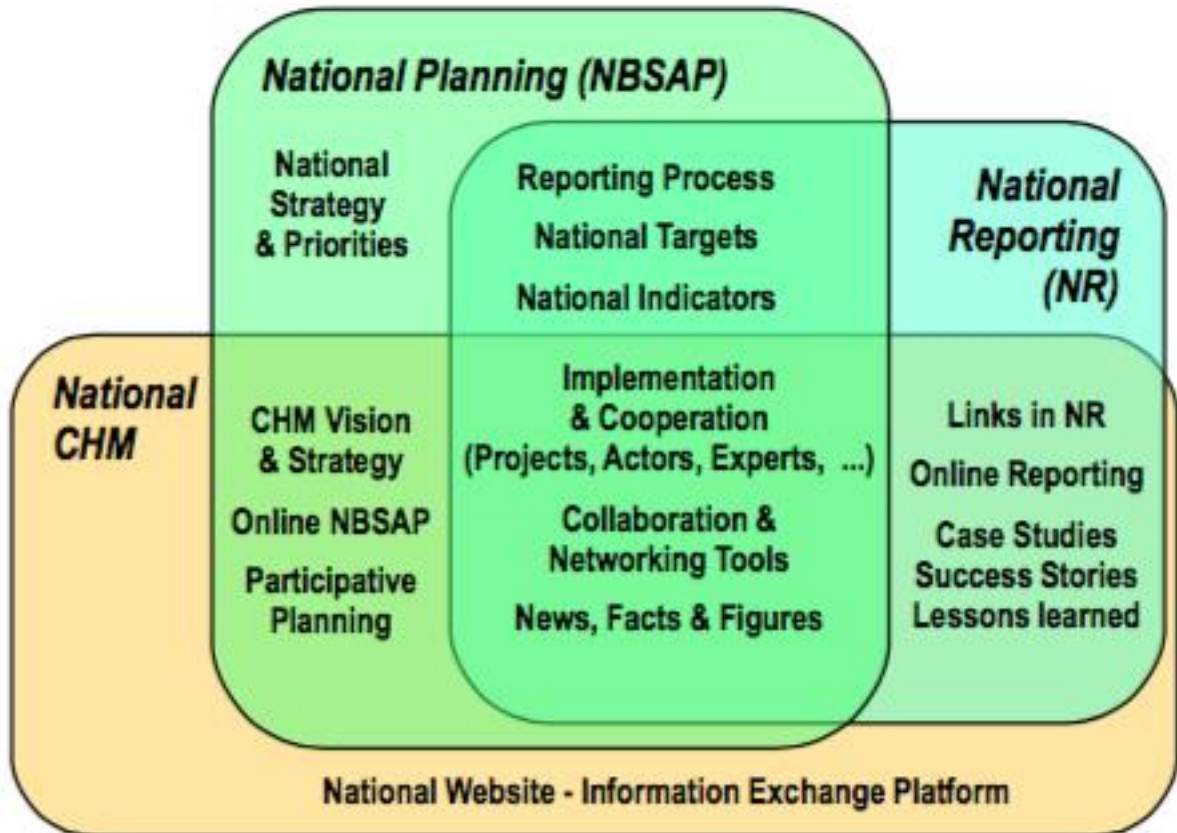 National Planning (NBSAP)
National
Strategy
& Priorities
Reporting Process
National Targets
National Indicators
National
Reporting
(NR)
National
CHM
CHM Vision
& Strategy
Online NBSAP
Participative
Planning
Implementation
& Cooperation
(Projects, Actors, Experts, ...)
Collaboration &
Networking Tools
News, Facts & Figures
Links in NR
Online Reporting
Case Studies
Success Stories
Lessons learned
National Website - Information Exchange Platform